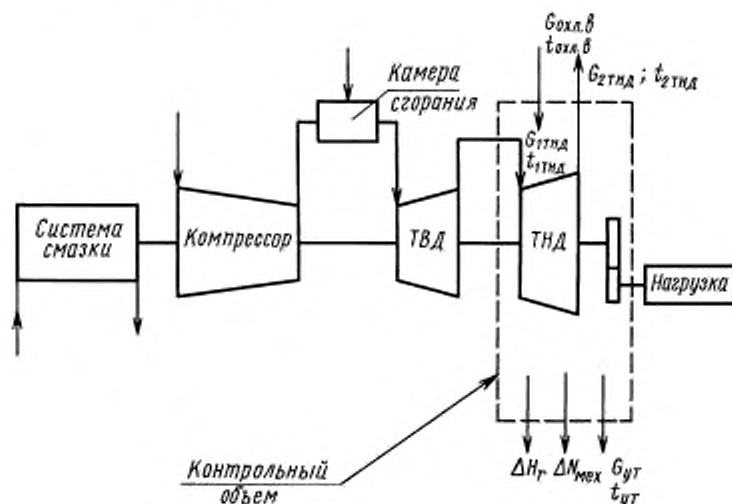 Gохл.в
tохл.в
G2тнд ; t2тнд
Камера
сгорания
G1тнд
t1тнд
Система
смазки
Компрессор
ТВД
ТНД
Нагрузка
Контрольный
объем
ΔHг ΔNмех Gут
tут